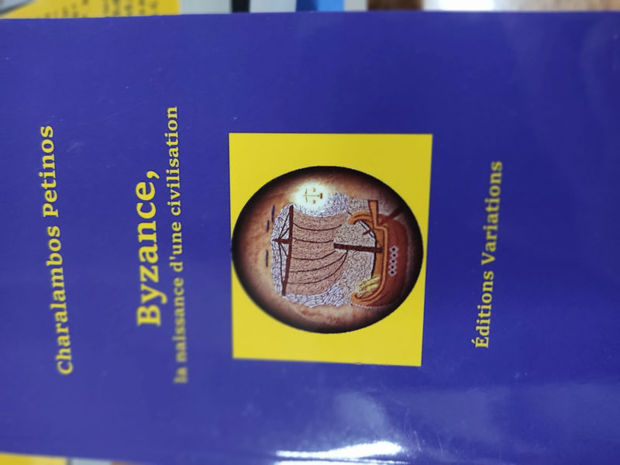 Charalambos Petinos
Byzance,
la naissance d'une civilisation
Éditions Variations